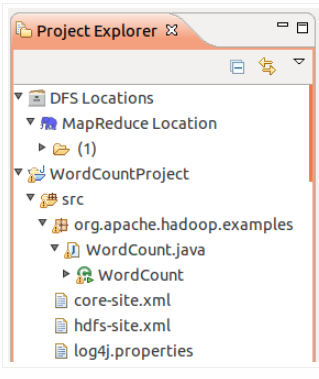 Project Explorer
DFS Locations
MapReduce Location
(1)
WordCountProject
src
org.apache.hadoop.examples
WordCount.java
WordCount
core-site.xml
hdfs-site.xml
log4j.properties